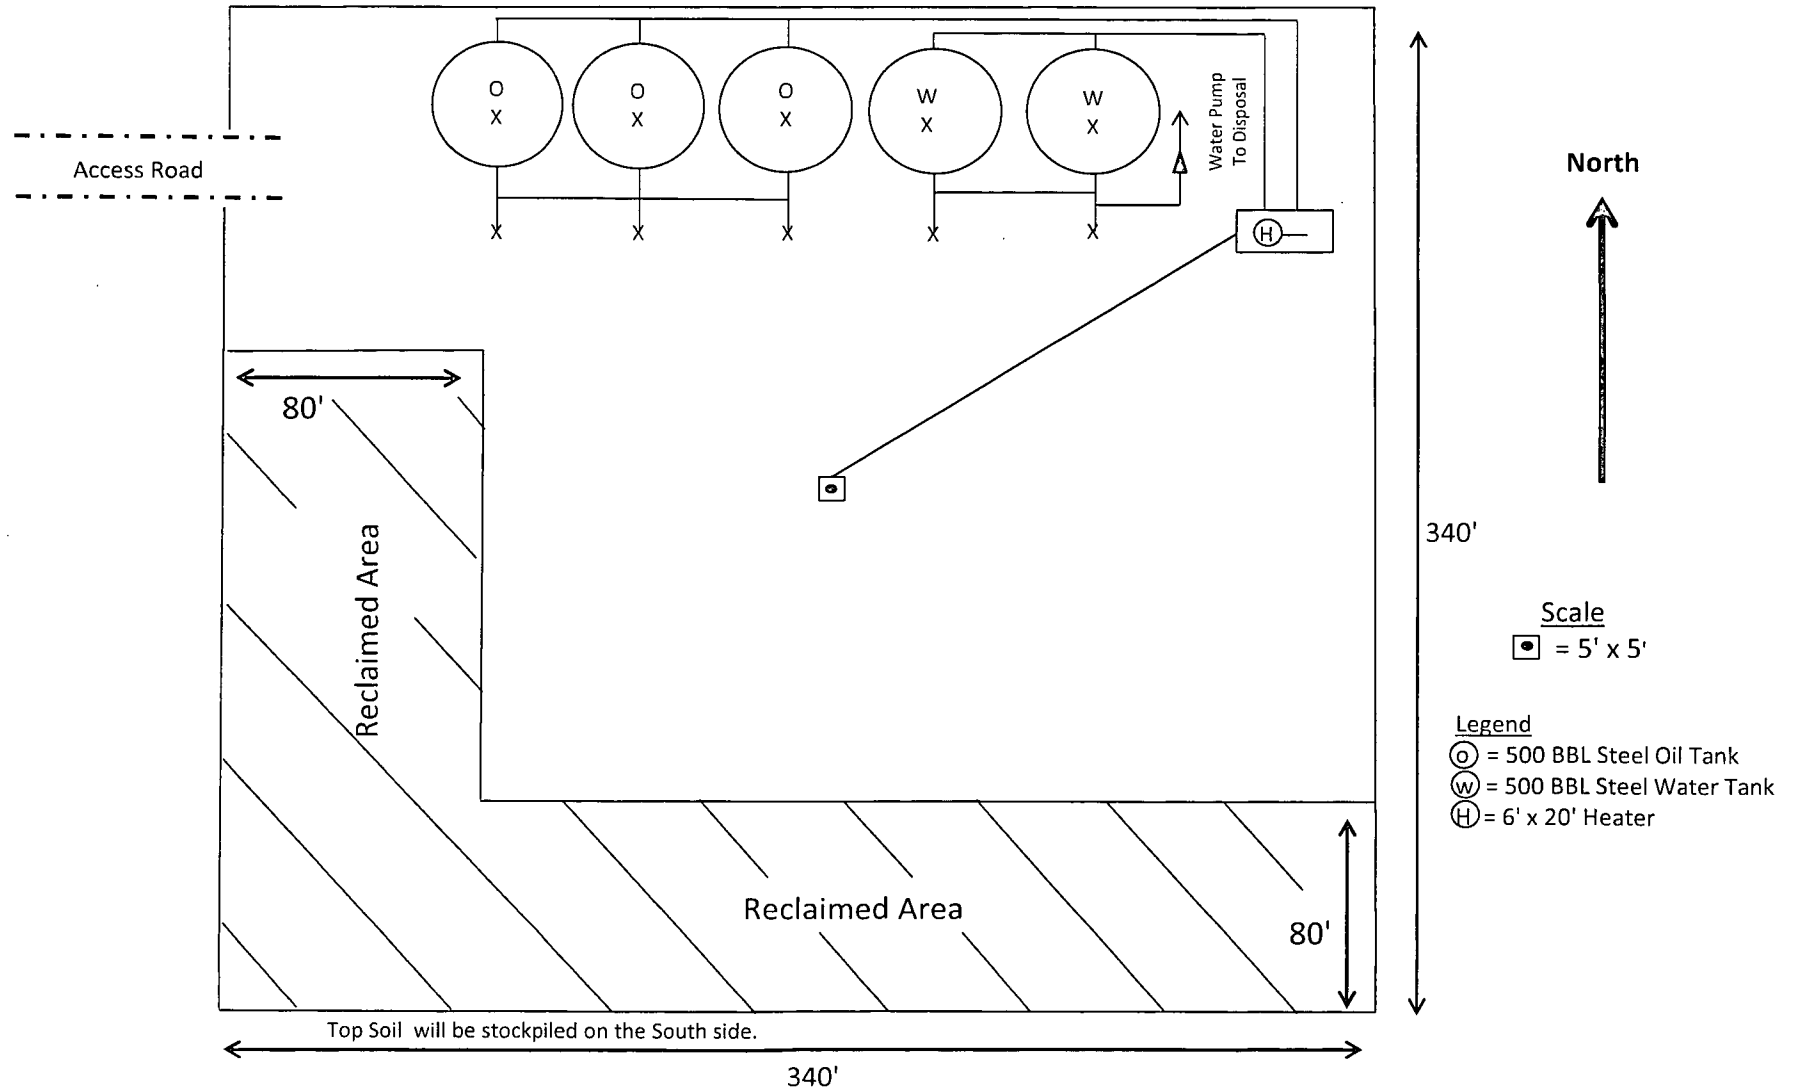 O
X
O
X
O
X
W
X
W
X
Water Pump
To Disposal
Access Road
X
X
X
X
X
H
North
80'
Reclaimed Area
340'
Scale
= 5' x 5'
Legend
O = 500 BBL Steel Oil Tank
W = 500 BBL Steel Water Tank
H = 6' x 20' Heater
Reclaimed Area
80'
Top Soil will be stockpiled on the South side.
340'